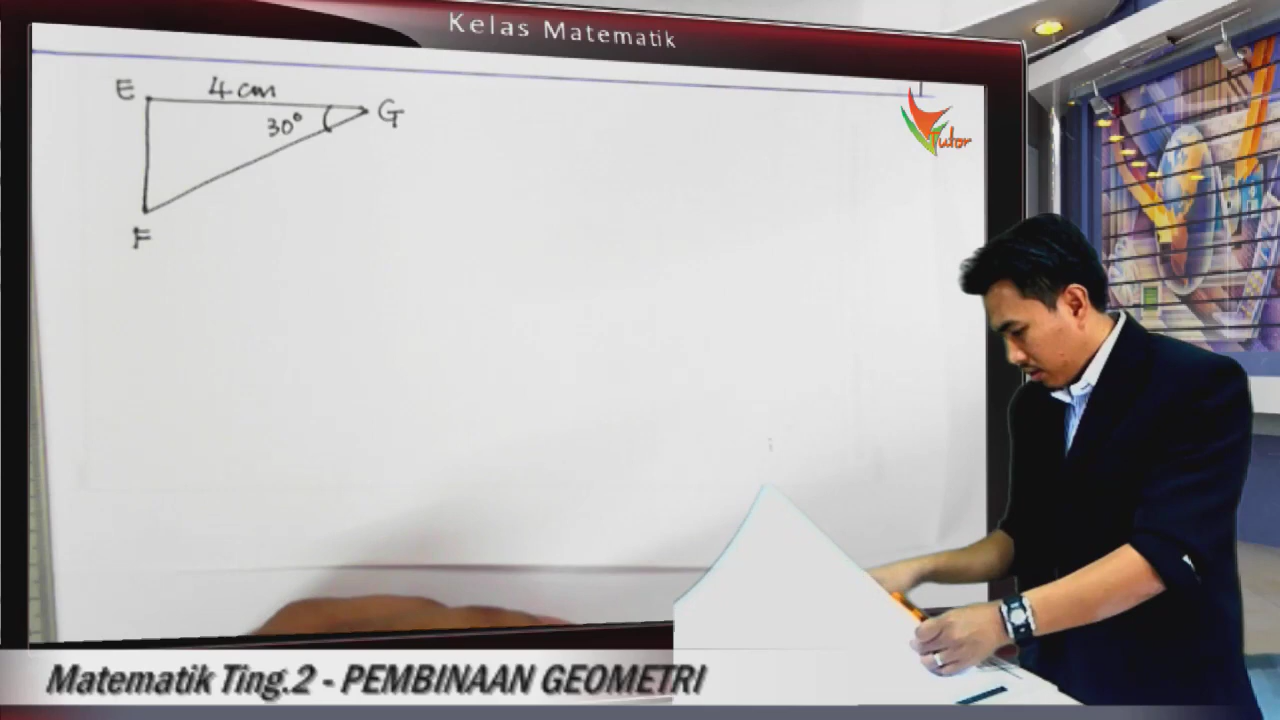 Kelas Matematik
E 4 cm
30° G
F
Tutor
Matematik Ting.2 - PEMBINAAN GEOMETRI